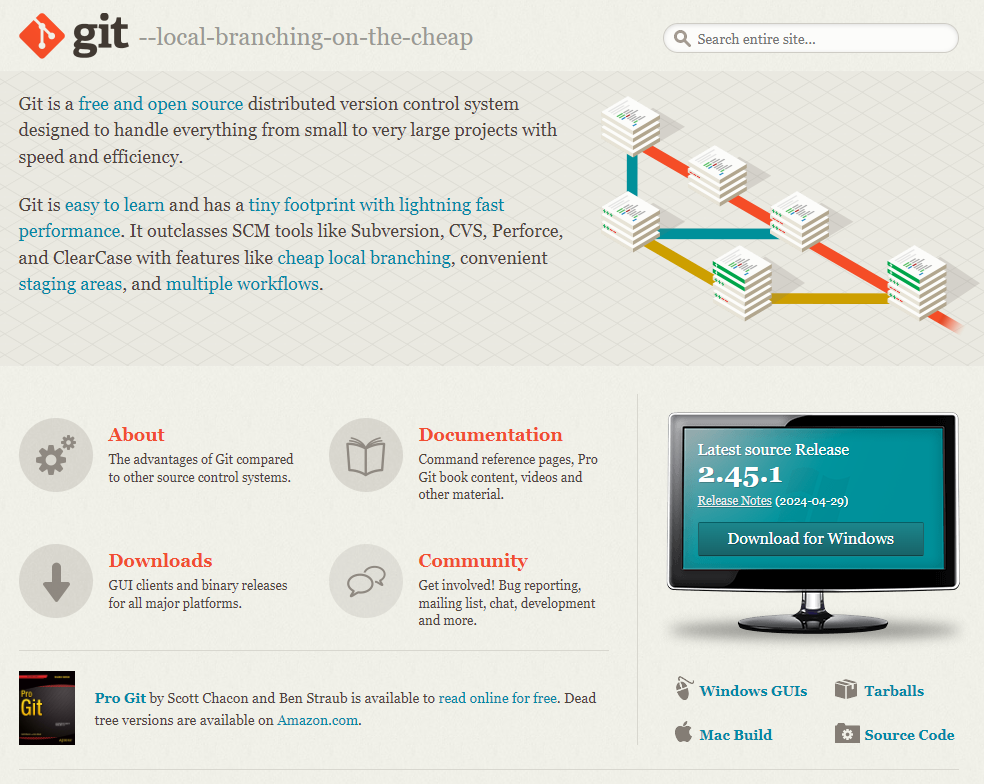 git --local-branching-on-the-cheap
Search entire site...
Git is a free and open source distributed version control system
designed to handle everything from small to very large projects with
speed and efficiency.
Git is easy to learn and has a tiny footprint with lightning fast
performance. It outclasses SCM tools like Subversion, CVS, Perforce,
and ClearCase with features like cheap local branching, convenient
staging areas, and multiple workflows.
About
The advantages of Git compared
to other source control systems.
Documentation
Command reference pages, Pro
Git book content, videos and
other material.
Downloads
GUI clients and binary releases
for all major platforms.
Community
Get involved! Bug reporting,
mailing list, chat, development
and more.
Pro
Git
Pro Git by Scott Chacon and Ben Straub is available to read online for free. Dead
tree versions are available on Amazon.com.
Latest source Release
2.45.1
Release Notes (2024-04-29)
Download for Windows
Windows GUIs
Tarballs
Mac Build
Source Code